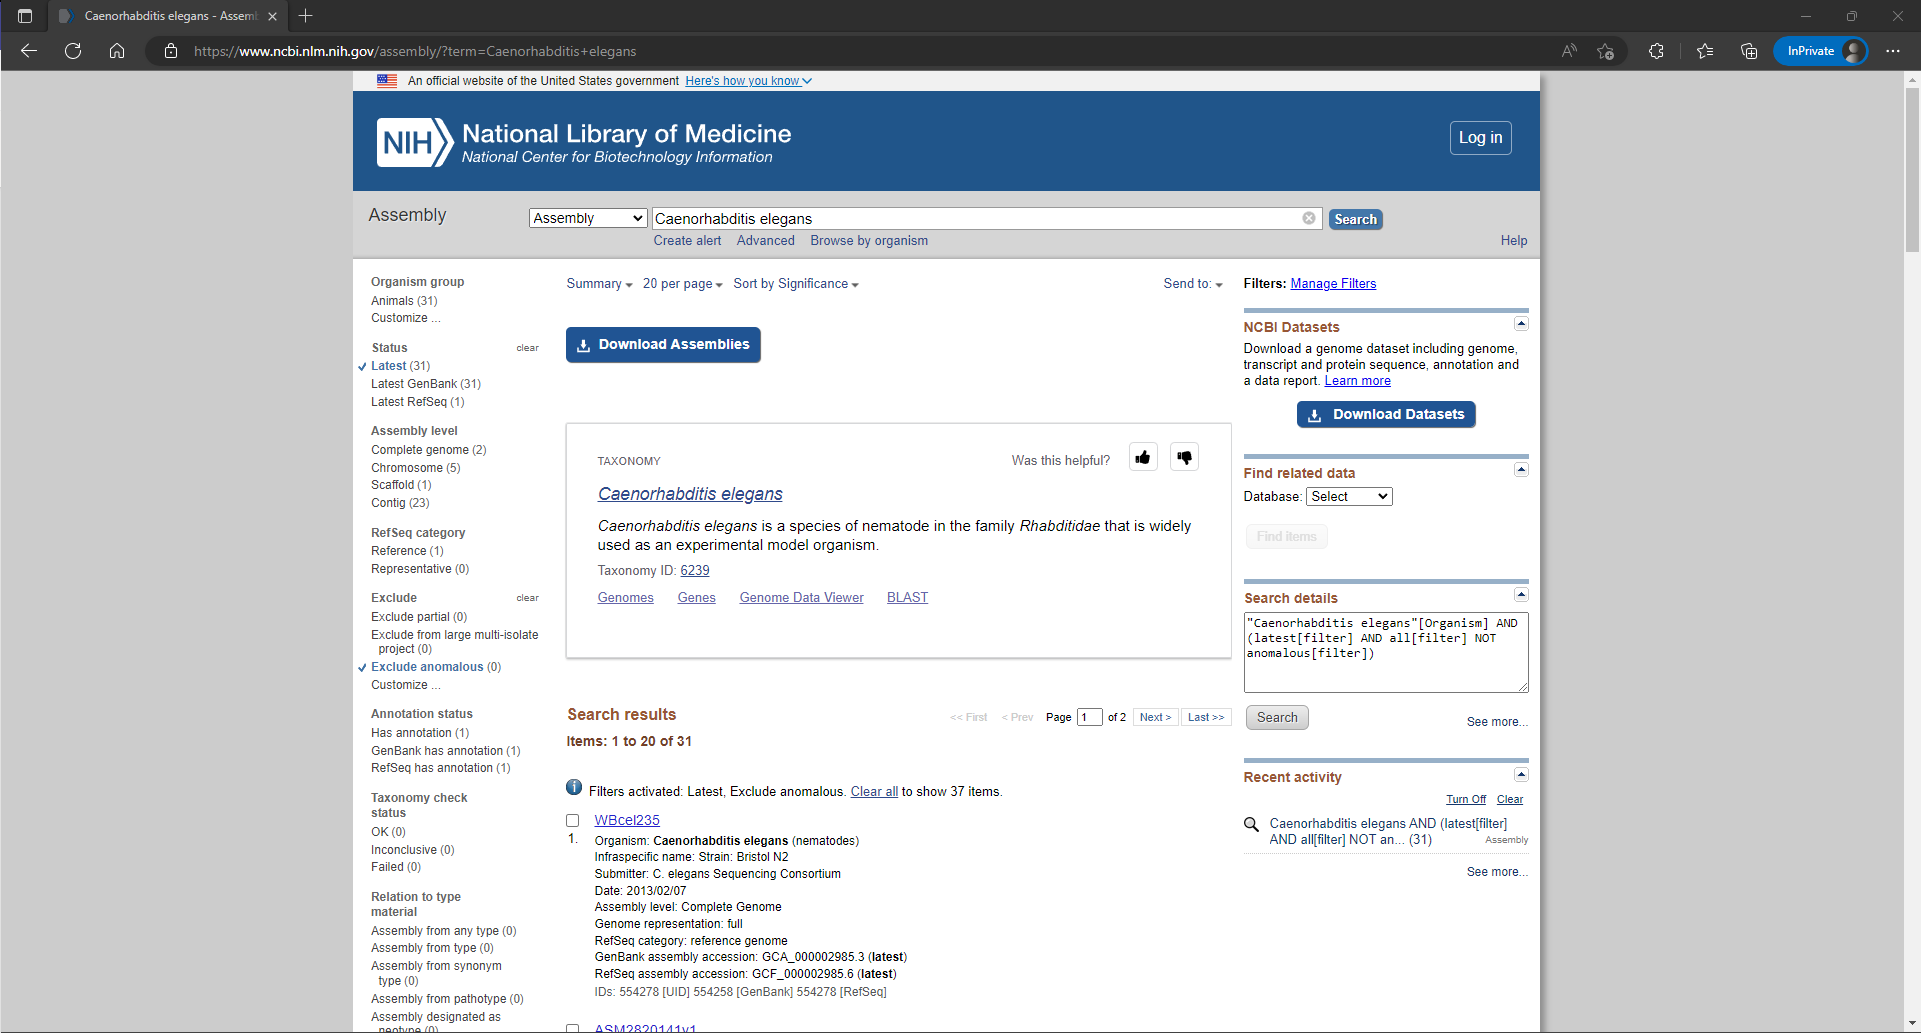 Caenorhabditis elegans - Assemb
https://www.ncbi.nlm.nih.gov/assembly/?term=Caenorhabditis+elegans
InPrivate
An official website of the United States government Here's how you know
NIH National Library of Medicine
National Center for Biotechnology Information
Log in
Assembly
Assembly
Caenorhabditis elegans
Search
Create alert Advanced Browse by organism
Help
Organism group
Animals (31)
Customize ...
Status clear
Latest (31)
Latest GenBank (31)
Latest RefSeq (1)
Assembly level
Complete genome (2)
Chromosome (5)
Scaffold (1)
Contig (23)
RefSeq category
Reference (1)
Representative (0)
Exclude clear
Exclude partial (0)
Exclude from large multi-isolate
project (0)
Exclude anomalous (0)
Customize ...
Annotation status
Has annotation (1)
GenBank has annotation (1)
RefSeq has annotation (1)
Taxonomy check
status
OK (0)
Inconclusive (0)
Failed (0)
Relation to type
material
Assembly from any type (0)
Assembly from type (0)
Assembly from synonym
type (0)
Assembly from pathotype (0)
Assembly designated as
neotype (0)
Summary 20 per page Sort by Significance
Send to:
Download Assemblies
TAXONOMY
Was this helpful?
Caenorhabditis elegans
Caenorhabditis elegans is a species of nematode in the family Rhabditidae that is widely
used as an experimental model organism.
Taxonomy ID: 6239
Genomes Genes Genome Data Viewer BLAST
Search results
<< First < Prev Page 1 of 2 Next > Last >>
Items: 1 to 20 of 31
Filters activated: Latest, Exclude anomalous. Clear all to show 37 items.
WBcel235
1. Organism: Caenorhabditis elegans (nematodes)
Infraspecific name: Strain: Bristol N2
Submitter: C. elegans Sequencing Consortium
Date: 2013/02/07
Assembly level: Complete Genome
Genome representation: full
RefSeq category: reference genome
GenBank assembly accession: GCA_000002985.3 (latest)
RefSeq assembly accession: GCF_000002985.6 (latest)
IDs: 554278 [UID] 554258 [GenBank] 554278 [RefSeq]
ASM2820141v1
Filters: Manage Filters
NCBI Datasets
Download a genome dataset including genome,
transcript and protein sequence, annotation and
a data report. Learn more
Download Datasets
Find related data
Database: Select
Find items
Search details
"Caenorhabditis elegans"[Organism] AND
(latest[filter] AND all[filter] NOT
anomalous[filter])
Search
See more...
Recent activity
Turn Off Clear
Caenorhabditis elegans AND (latest[filter]
AND all[filter] NOT an... (31)
Assembly
See more...